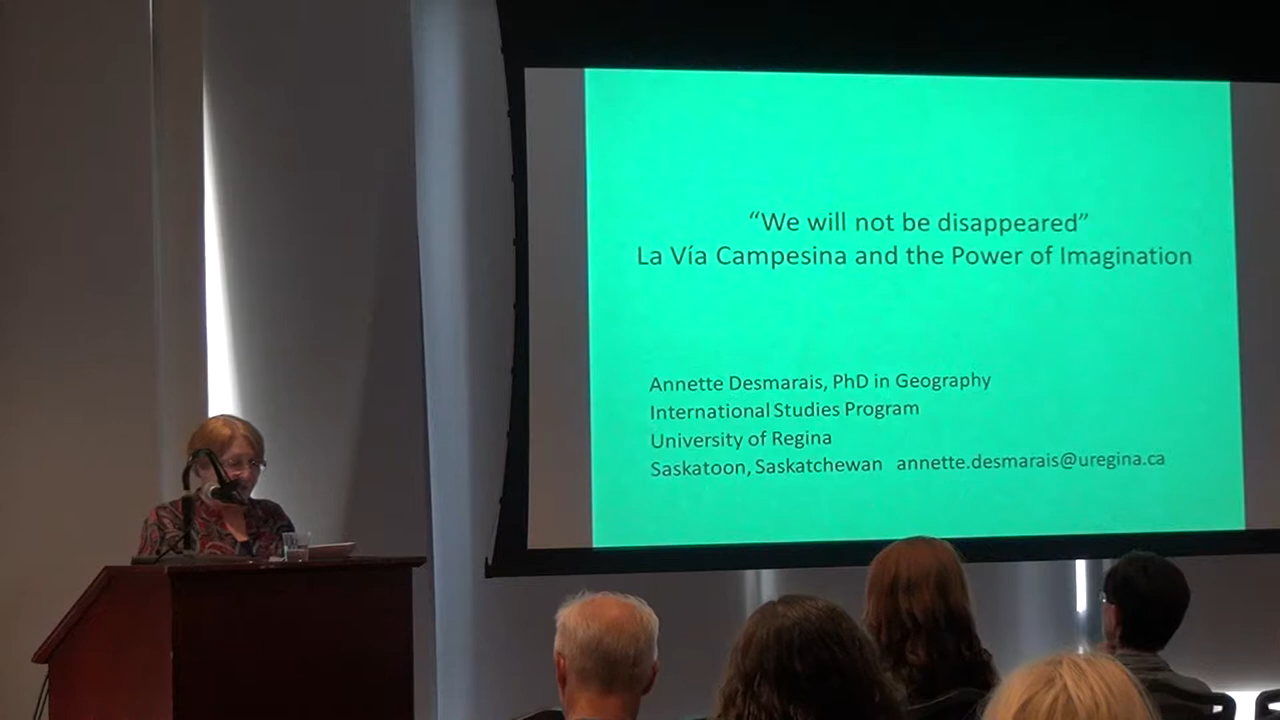 “We will not be disappeared”
La Vía Campesina and the Power of Imagination
Annette Desmarais, PhD in Geography
International Studies Program
University of Regina
Saskatoon, Saskatchewan annette.desmarais@uregina.ca